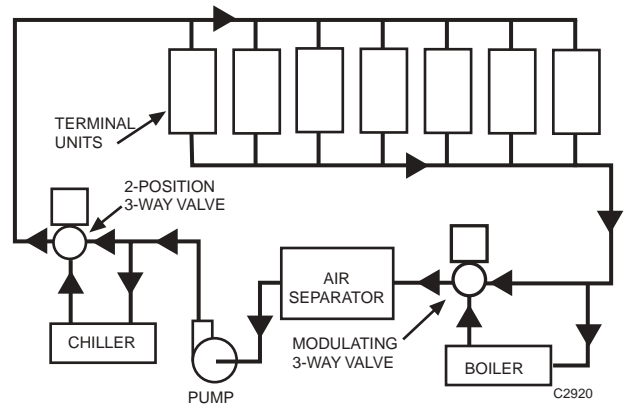 TERMINAL
UNITS
2-POSITION
3-WAY VALVE
AIR
SEPARATOR
CHILLER
MODULATING
3-WAY VALVE
BOILER
PUMP
C2920